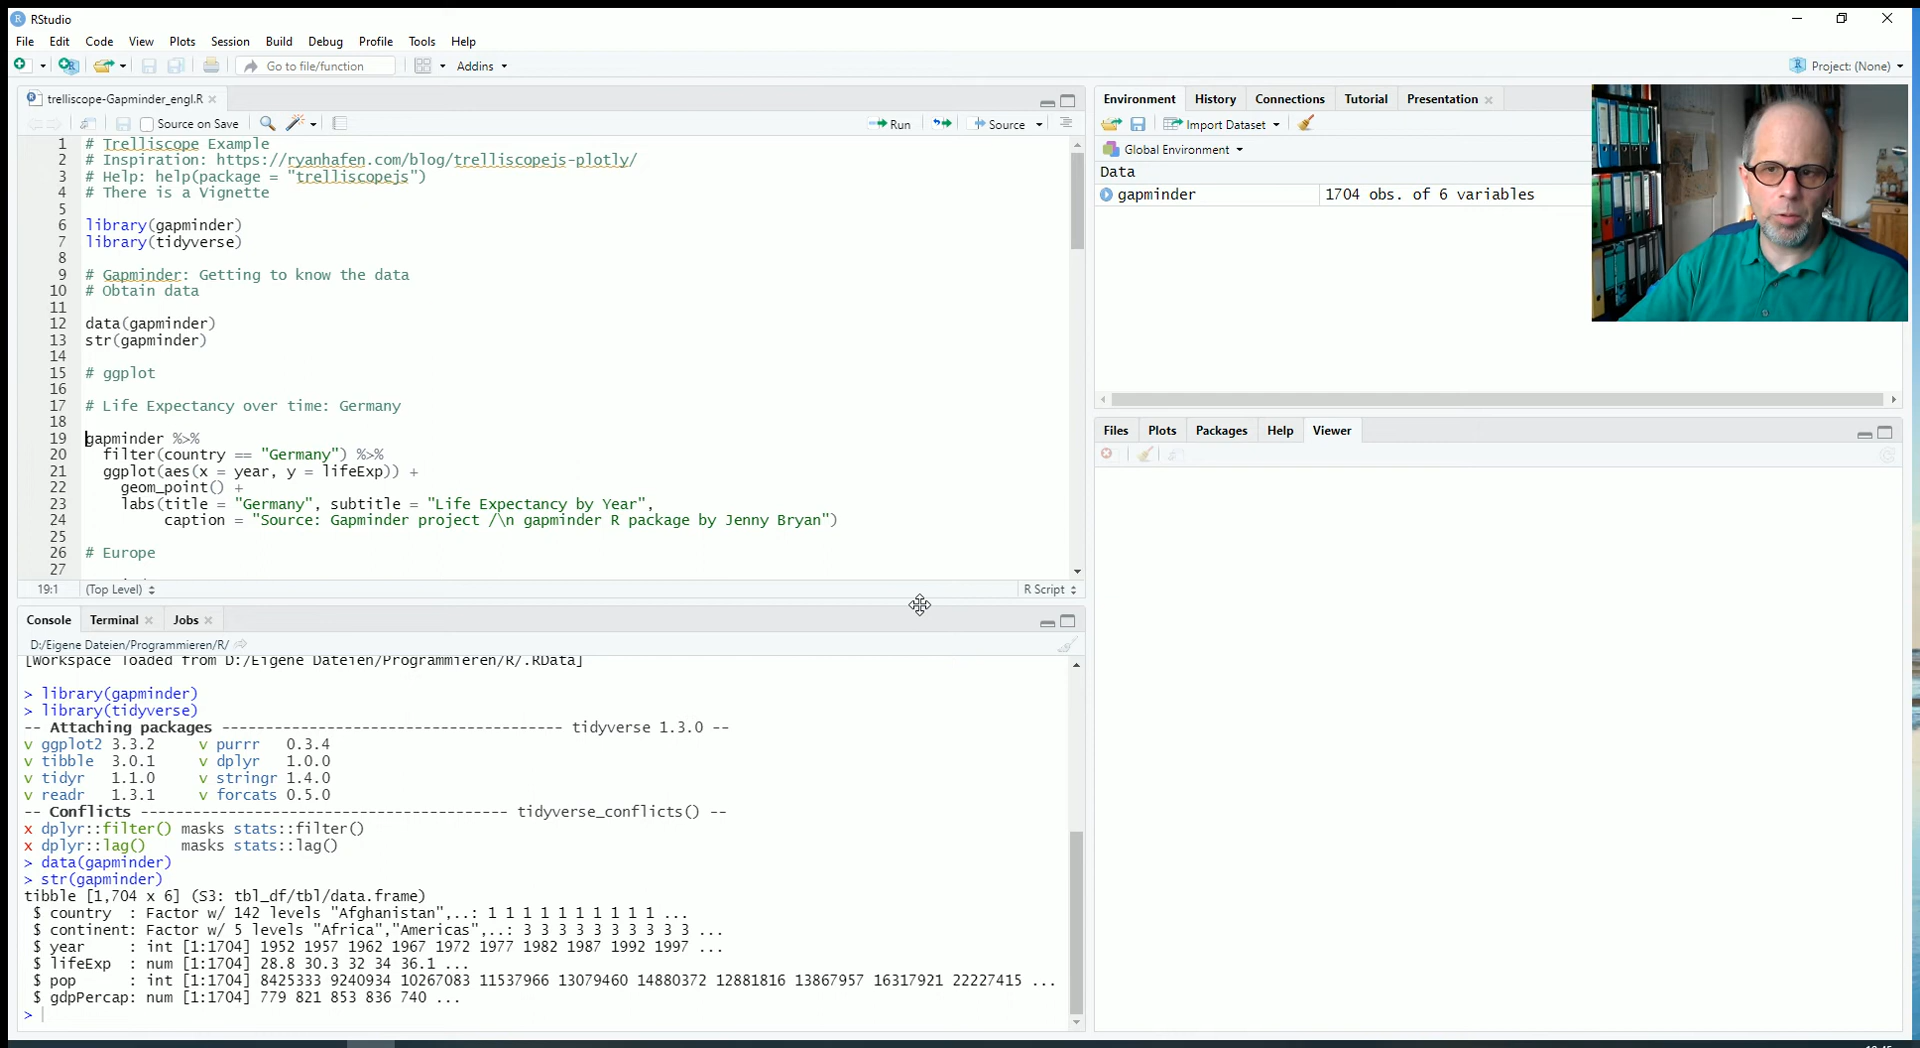 RStudio
File Edit Code View Plots Session Build Debug Profile Tools Help
Go to file/function Addins Project: (None)
trelliscope-Gapminder_engl.R
Source on Save Run Source
1 # Trelliscope Example
2 # Inspiration: https://ryanhafen.com/blog/trelliscopejs-plotly/
3 # Help: help(package = "trelliscopejs")
4 # There is a Vignette
5
6 library(gapminder)
7 library(tidyverse)
8
9 # Gapminder: Getting to know the data
10 # Obtain data
11
12 data(gapminder)
13 str(gapminder)
14
15 # ggplot
16
17 # Life Expectancy over time: Germany
18
19 gapminder %>%
20 filter(country == "Germany") %>%
21 ggplot(aes(x = year, y = lifeExp)) +
22 geom_point() +
23 labs(title = "Germany", subtitle = "Life Expectancy by Year",
24 caption = "Source: Gapminder project /\n gapminder R package by Jenny Bryan")
25
26 # Europe
27
19:1 (Top Level) R Script
Console Terminal Jobs
D:/Eigene Dateien/Programmieren/R/
[Workspace loaded from D:/Eigene Dateien/Programmieren/R/.RData]
> library(gapminder)
> library(tidyverse)
-- Attaching packages --------------------------------------- tidyverse 1.3.0 --
v ggplot2 3.3.2 v purrr 0.3.4
v tibble 3.0.1 v dplyr 1.0.0
v tidyr 1.1.0 v stringr 1.4.0
v readr 1.3.1 v forcats 0.5.0
-- Conflicts ------------------------------------------ tidyverse_conflicts() --
x dplyr::filter() masks stats::filter()
x dplyr::lag() masks stats::lag()
> data(gapminder)
> str(gapminder)
tibble [1,704 x 6] (S3: tbl_df/tbl/data.frame)
$ country : Factor w/ 142 levels "Afghanistan",..: 1 1 1 1 1 1 1 1 1 1 ...
$ continent: Factor w/ 5 levels "Africa","Americas",..: 3 3 3 3 3 3 3 3 3 3 ...
$ year : int [1:1704] 1952 1957 1962 1967 1972 1977 1982 1987 1992 1997 ...
$ lifeExp : num [1:1704] 28.8 30.3 32 34 36.1 ...
$ pop : int [1:1704] 8425333 9240934 10267083 11537966 13079460 14880372 12881816 13867957 16317921 22227415 ...
$ gdpPercap: num [1:1704] 779 821 853 836 740 ...
>
Environment History Connections Tutorial Presentation
Import Dataset
Global Environment
Data
gapminder 1704 obs. of 6 variables
Files Plots Packages Help Viewer